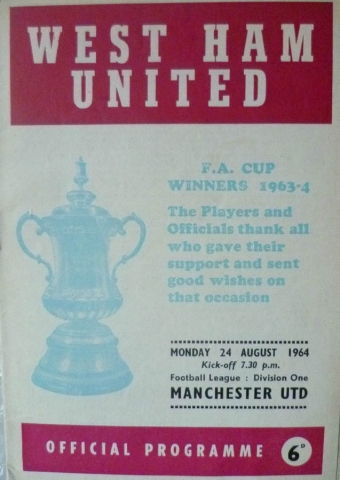 WEST HAM
UNITED
F.A. CUP
WINNERS 1963-4
The Players and
Officials thank all
who gave their
support and sent
good wishes on
that occasion
MONDAY 24 AUGUST 1964
Kick-off 7.30 p.m.
Football League : Division One
MANCHESTER UTD
OFFICIAL PROGRAMME 6D